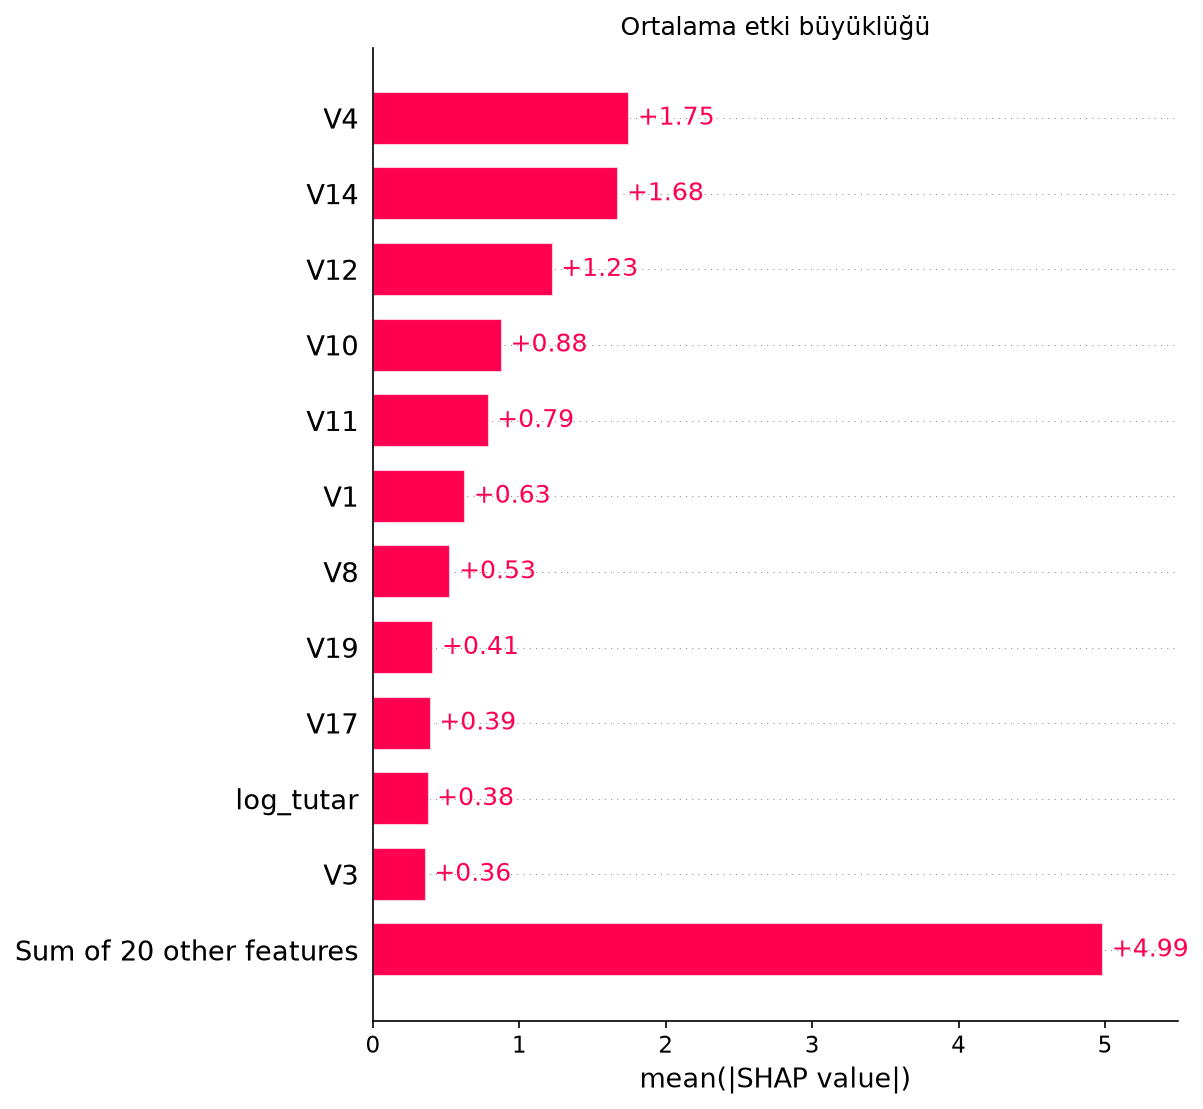 Ortalama etki büyüklüğü
V4 +1.75
V14 +1.68
V12 +1.23
V10 +0.88
V11 +0.79
V1 +0.63
V8 +0.53
V19 +0.41
V17 +0.39
log_tutar +0.38
V3 +0.36
Sum of 20 other features +4.99
0 1 2 3 4 5
mean(|SHAP value|)